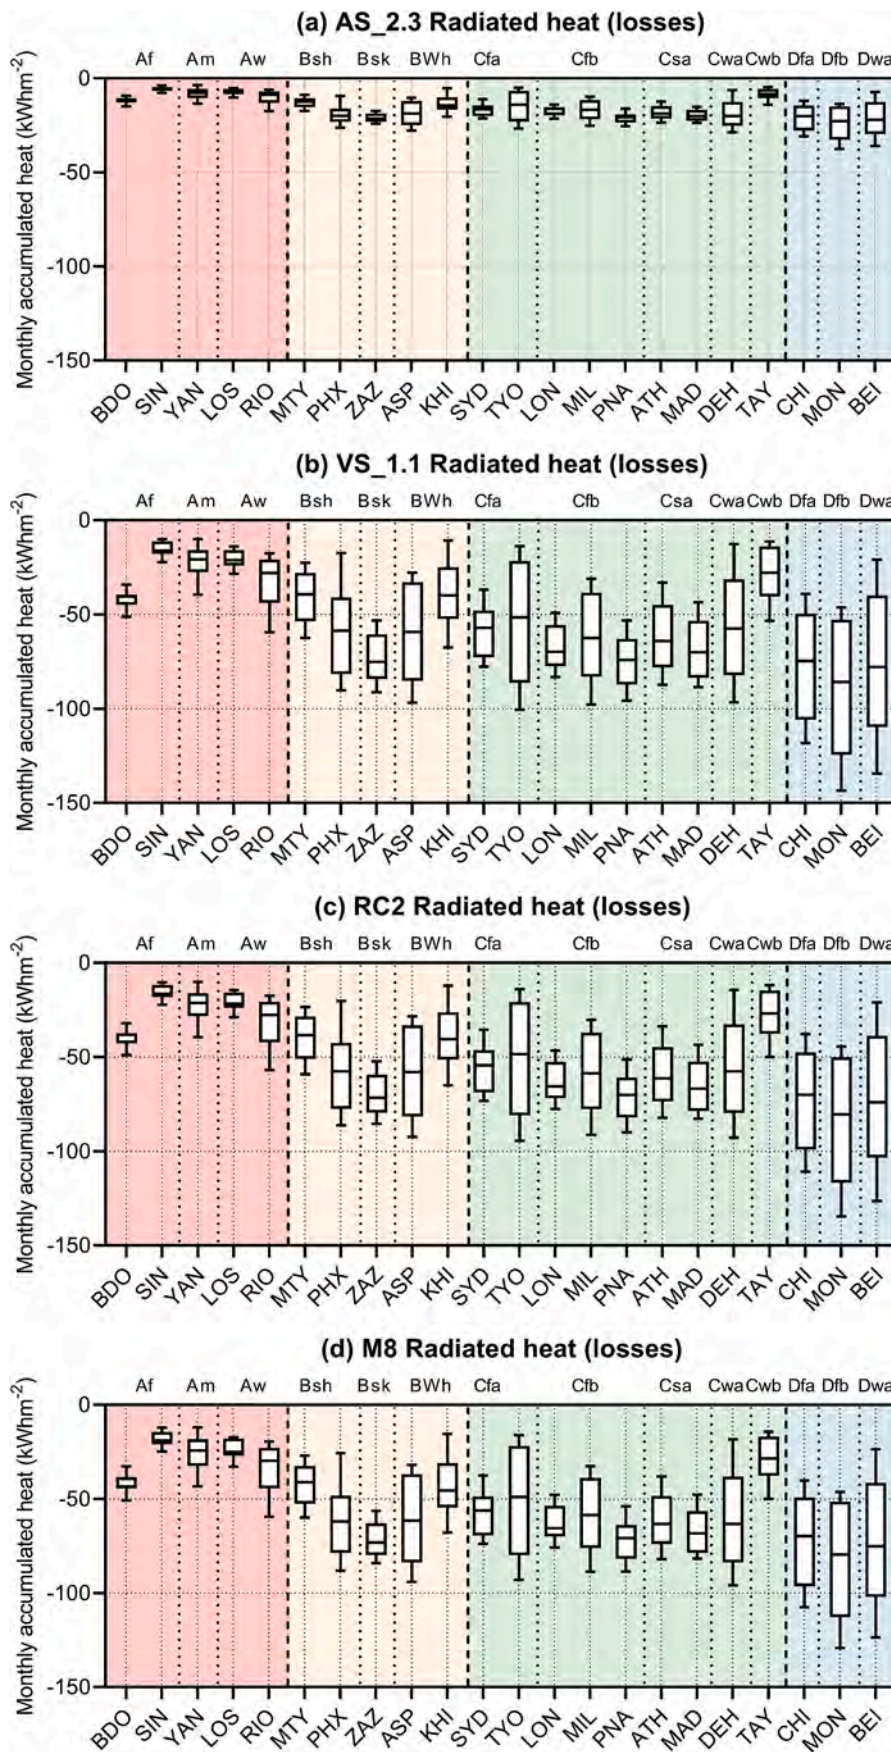 (a) AS_2.3 Radiated heat (losses)
Af Am Aw Bsh Bsk BWh Cfa Cfb Csa Cwa Cwb Dfa Dfb Dwa
Monthly accumulated heat (kWhm⁻²)
0
-50
-100
-150
BDO SIN YAN LOS RIO MTY PHX ZAZ ASP KHI SYD TYO LON MIL PNA ATH MAD DEH TAY CHI MON BEI
(b) VS_1.1 Radiated heat (losses)
Af Am Aw Bsh Bsk BWh Cfa Cfb Csa Cwa Cwb Dfa Dfb Dwa
Monthly accumulated heat (kWhm⁻²)
0
-50
-100
-150
BDO SIN YAN LOS RIO MTY PHX ZAZ ASP KHI SYD TYO LON MIL PNA ATH MAD DEH TAY CHI MON BEI
(c) RC2 Radiated heat (losses)
Af Am Aw Bsh Bsk BWh Cfa Cfb Csa Cwa Cwb Dfa Dfb Dwa
Monthly accumulated heat (kWhm⁻²)
0
-50
-100
-150
BDO SIN YAN LOS RIO MTY PHX ZAZ ASP KHI SYD TYO LON MIL PNA ATH MAD DEH TAY CHI MON BEI
(d) M8 Radiated heat (losses)
Af Am Aw Bsh Bsk BWh Cfa Cfb Csa Cwa Cwb Dfa Dfb Dwa
Monthly accumulated heat (kWhm⁻²)
0
-50
-100
-150
BDO SIN YAN LOS RIO MTY PHX ZAZ ASP KHI SYD TYO LON MIL PNA ATH MAD DEH TAY CHI MON BEI